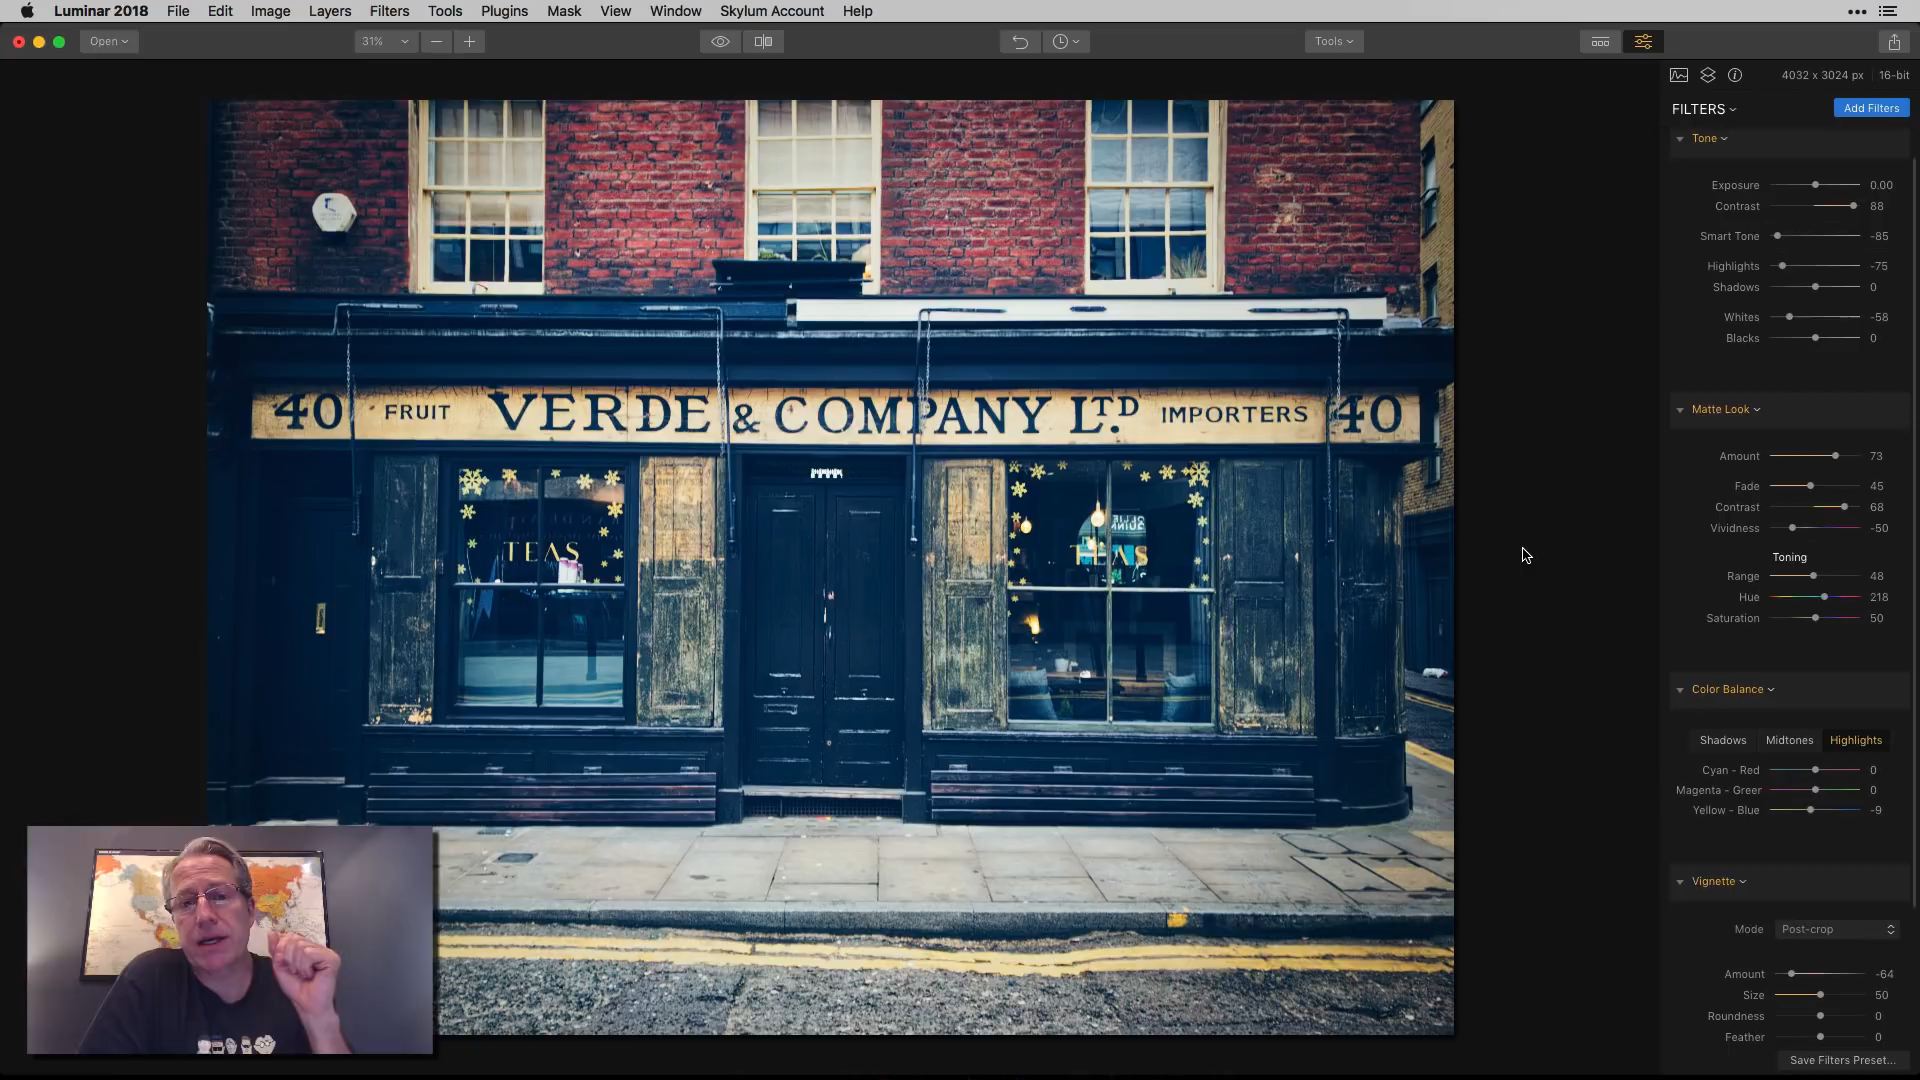 Luminar 2018 File Edit Image Layers Filters Tools Plugins Mask View Window Skylum Account Help
Open 31% Tools
4032 x 3024 px 16-bit
FILTERS Add Filters
Tone
Exposure 0.00
Contrast 88
Smart Tone -85
Highlights -75
Shadows 0
Whites -58
Blacks 0
Matte Look
Amount 73
Fade 45
Contrast 68
Vividness -50
Toning
Range 48
Hue 218
Saturation 50
Color Balance
Shadows Midtones Highlights
Cyan - Red 0
Magenta - Greer 0
Yellow - Blue -9
Vignette
Mode Post-crop
Amount -64
Size 50
Roundness 0
Feather 0
Save Filters Preset...
40 FRUIT VERDE & COMPANY LTD. IMPORTERS 40
TEAS
TEAS